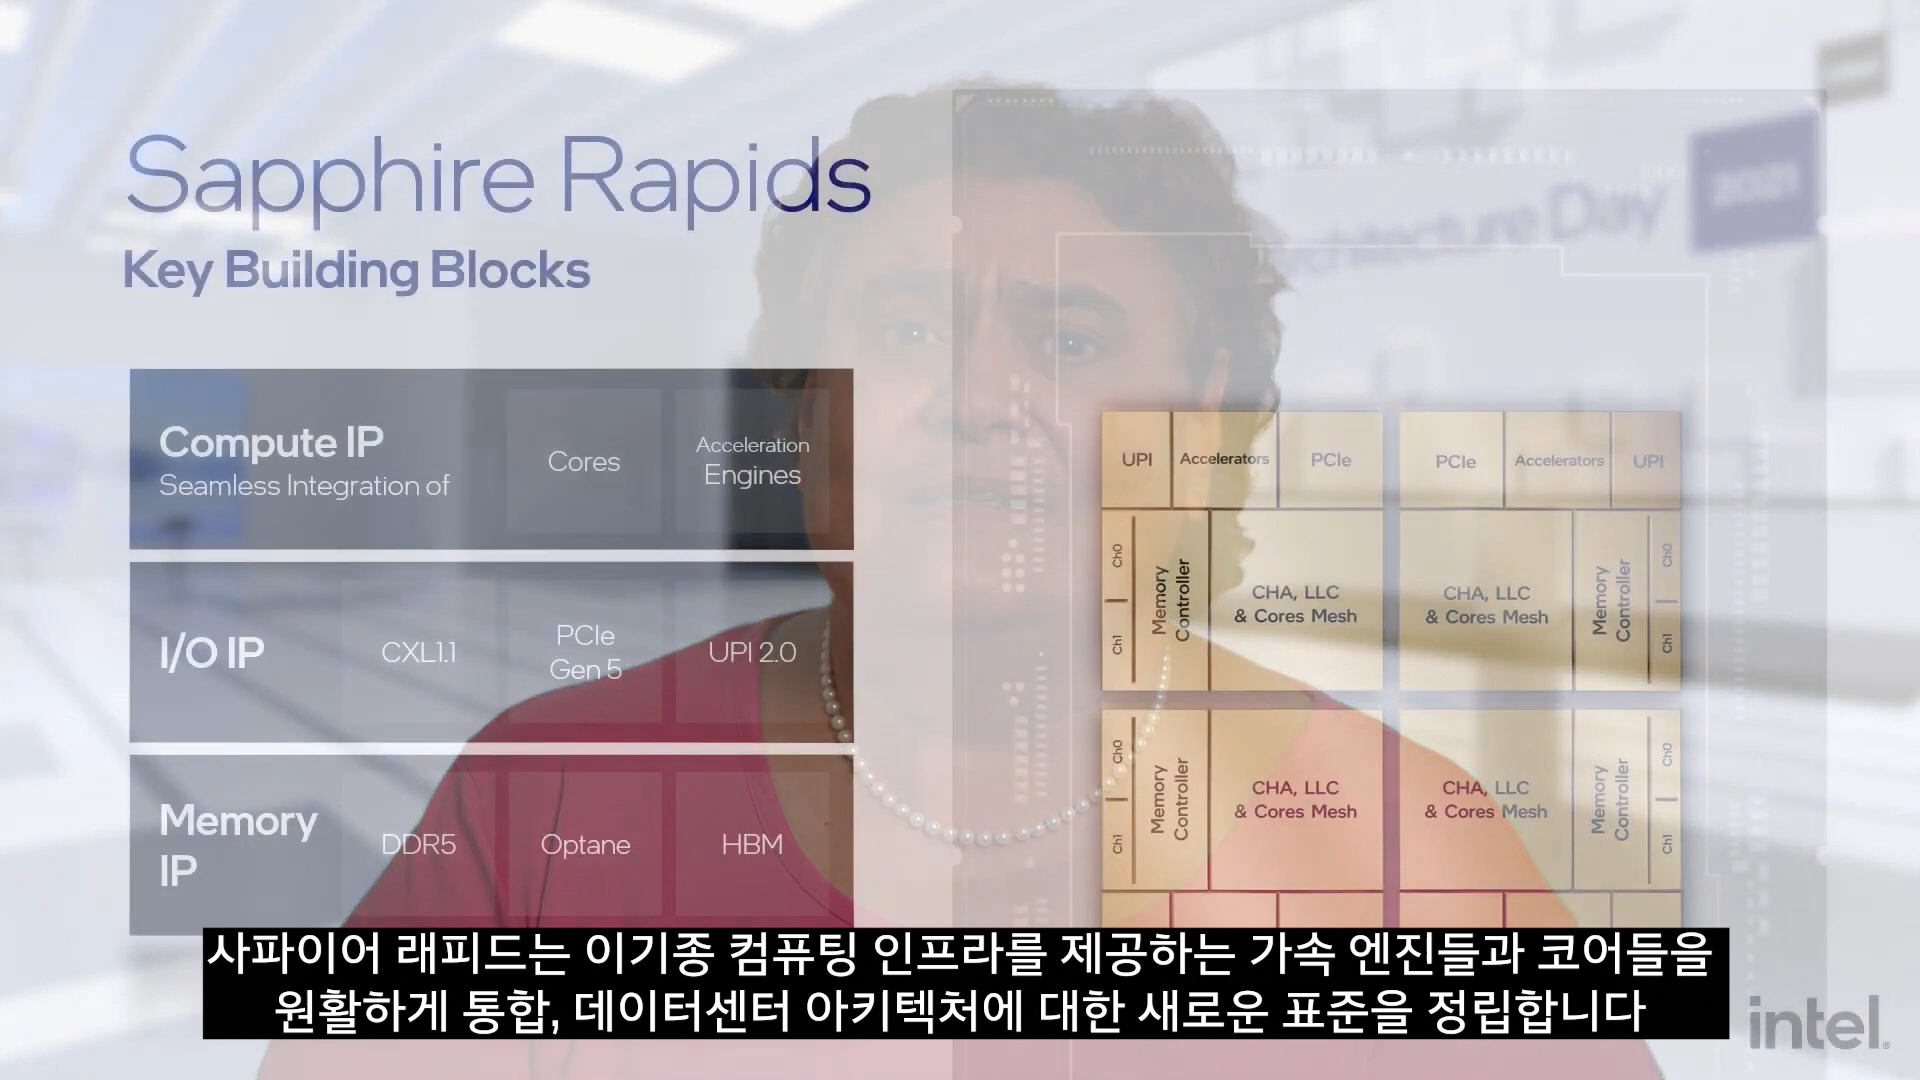 Sapphire Rapids
Key Building Blocks
Compute IP
Seamless Integration of
Cores
Acceleration
Engines
I/O IP
CXL1.1
PCIe
Gen 5
UPI 2.0
Memory
IP
DDR5
Optane
HBM
Architecture Day
2021
UPI
Accelerators
PCIe
PCIe
Accelerators
UPI
Ch0
Ch1
Memory
Controller
CHA, LLC
& Cores Mesh
CHA, LLC
& Cores Mesh
Memory
Controller
Ch0
Ch1
Ch0
Ch1
Memory
Controller
CHA, LLC
& Cores Mesh
CHA, LLC
& Cores Mesh
Memory
Controller
Ch0
Ch1
사파이어 래피드는 이기종 컴퓨팅 인프라를 제공하는 가속 엔진들과 코어들을
원활하게 통합, 데이터센터 아키텍처에 대한 새로운 표준을 정립합니다
intel.